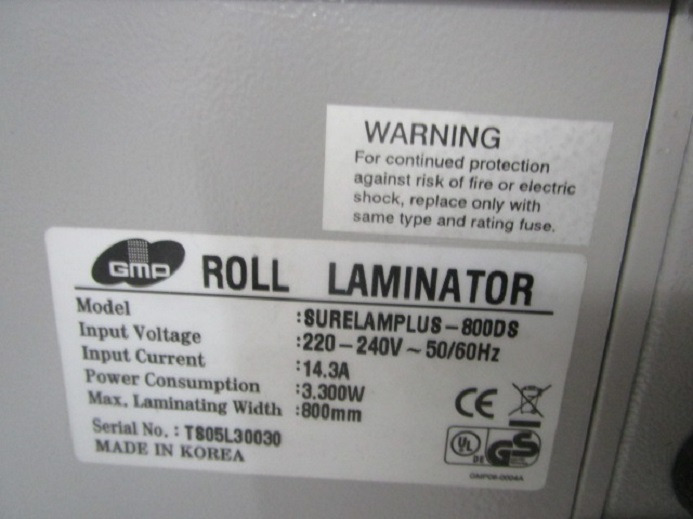 WARNING
For continued protection
against risk of fire or electric
shock, replace only with
same type and rating fuse.
GMP ROLL LAMINATOR
Model :SURELAMPLUS-800DS
Input Voltage :220-240V~50/60Hz
Input Current :14.3A
Power Consumption :3.300W
Max. Laminating Width :800mm
Serial No. : TS05L30030
MADE IN KOREA
CE
UL DE GS